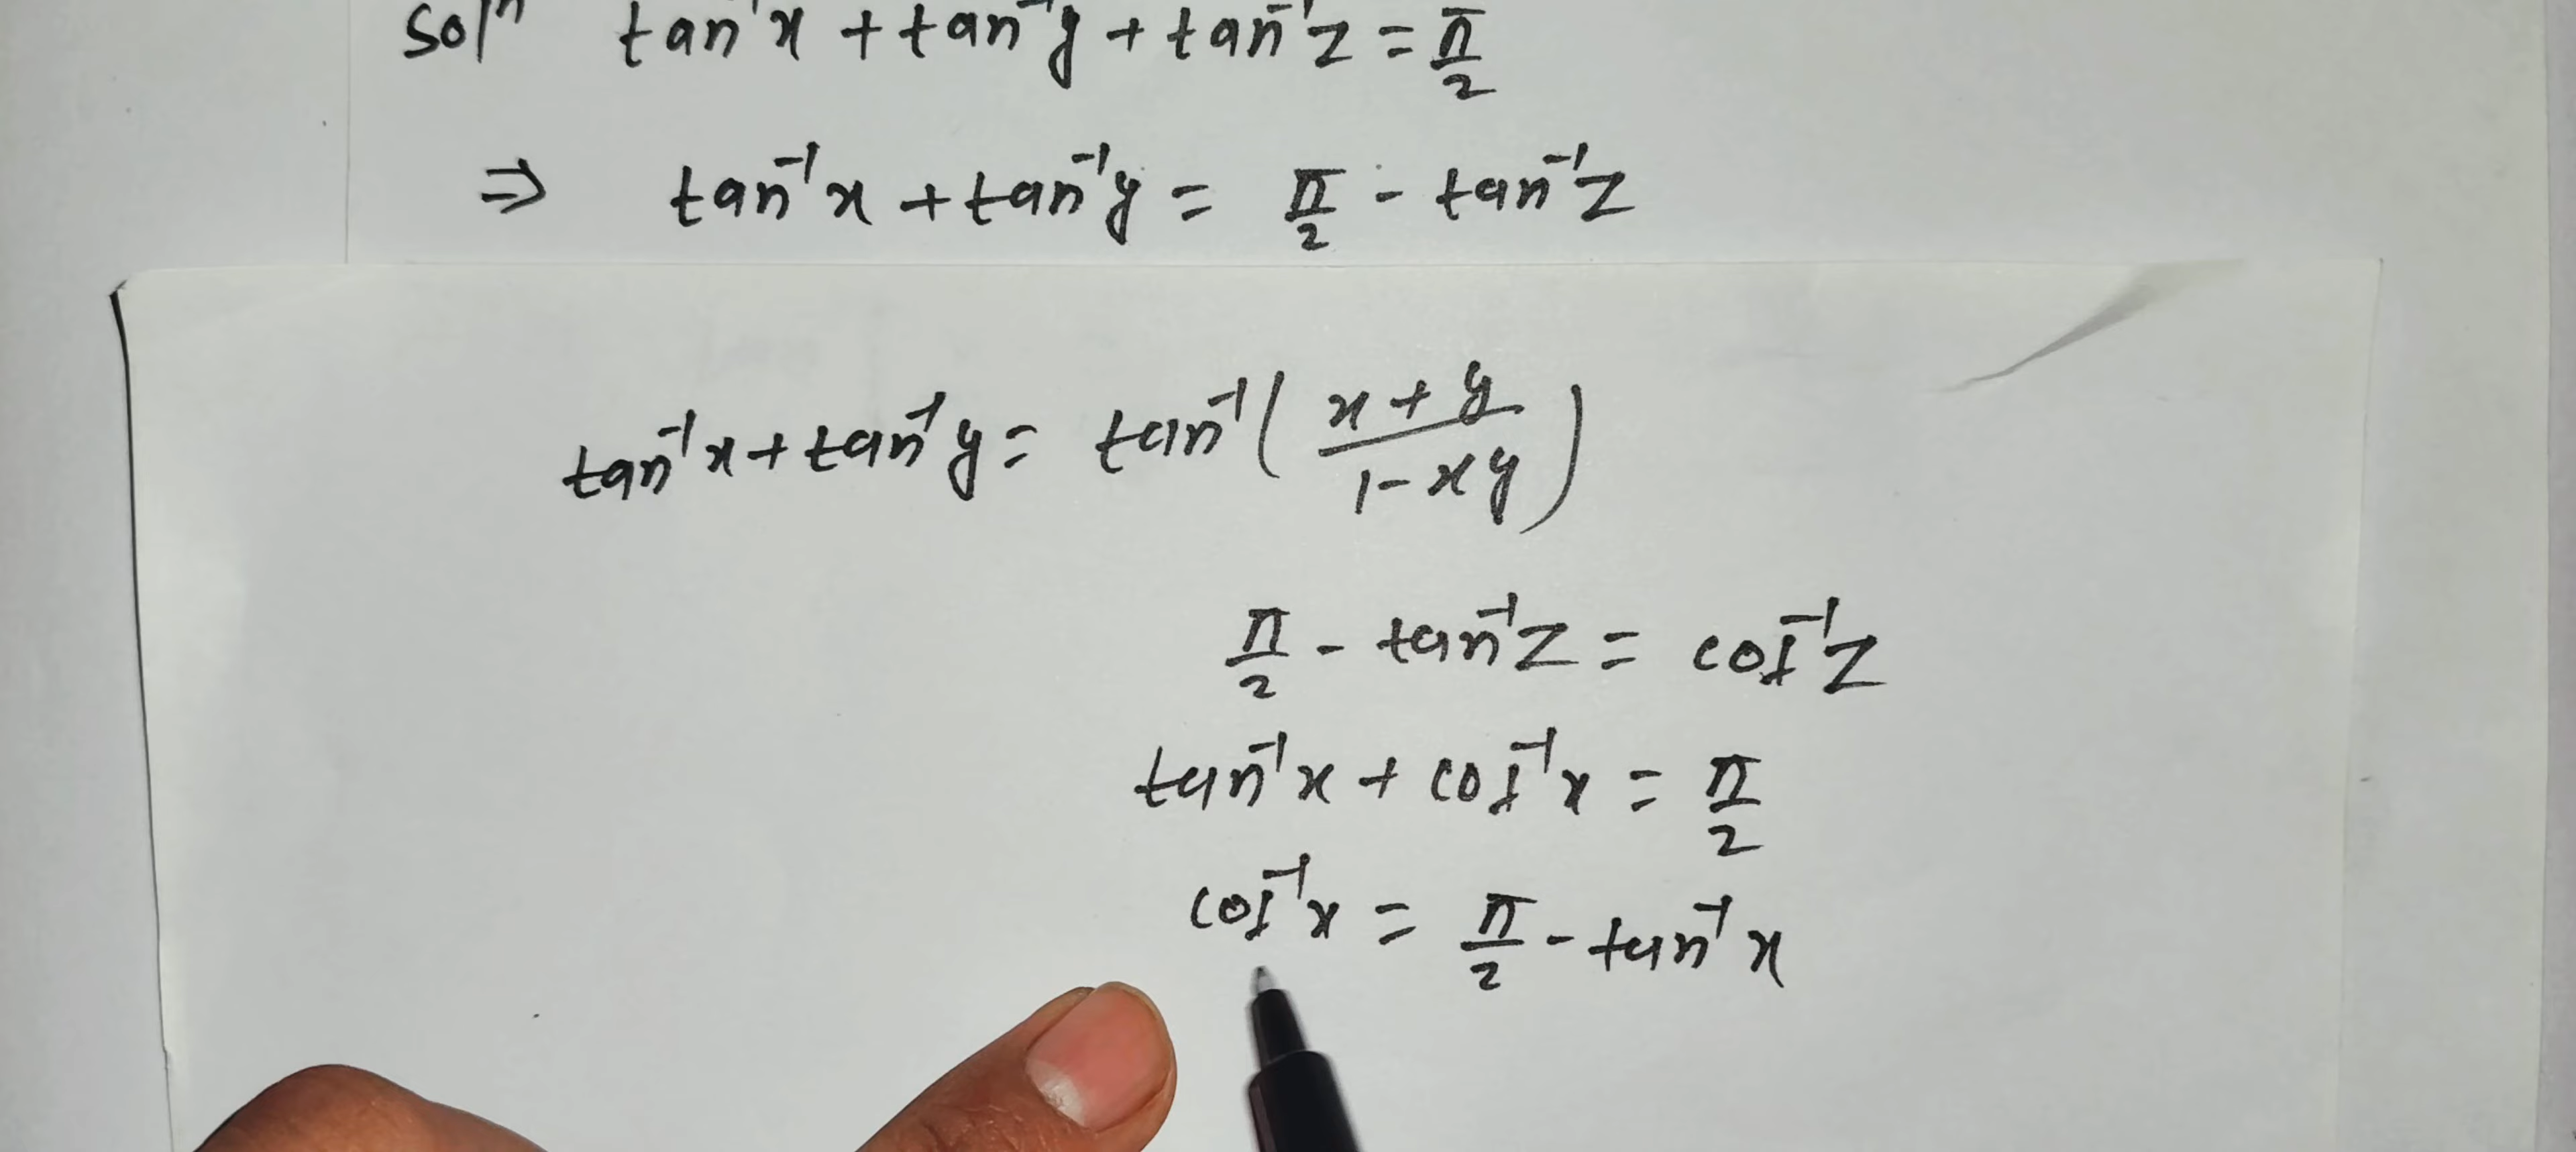 Solⁿ tan⁻¹x + tan⁻¹y + tan⁻¹z = π/2
⇒ tan⁻¹x + tan⁻¹y = π/2 - tan⁻¹z
tan⁻¹x + tan⁻¹y = tan⁻¹( (x + y)/(1 - xy) )
π/2 - tan⁻¹z = cot⁻¹z
tan⁻¹x + cot⁻¹x = π/2
cot⁻¹x = π/2 - tan⁻¹x